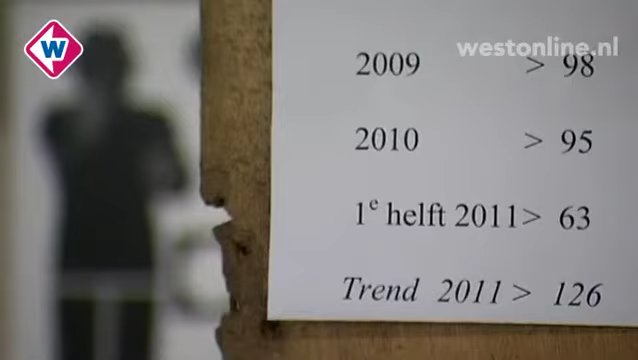 W
westonline.nl
2009 > 98
2010 > 95
1e helft 2011 > 63
Trend 2011 > 126